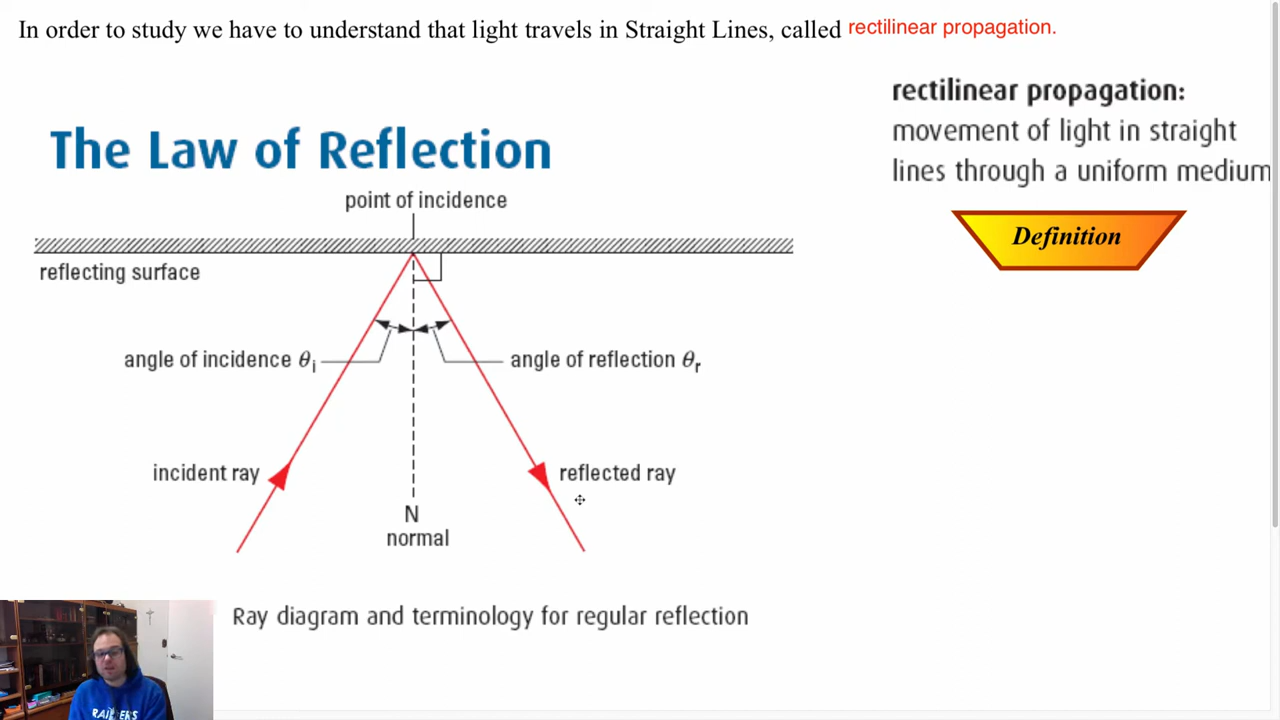 In order to study we have to understand that light travels in Straight Lines, called rectilinear propagation.
rectilinear propagation:
movement of light in straight
lines through a uniform medium
Definition
The Law of Reflection
point of incidence
reflecting surface
angle of incidence θi
angle of reflection θr
incident ray
reflected ray
N
normal
Ray diagram and terminology for regular reflection
RAIDERS